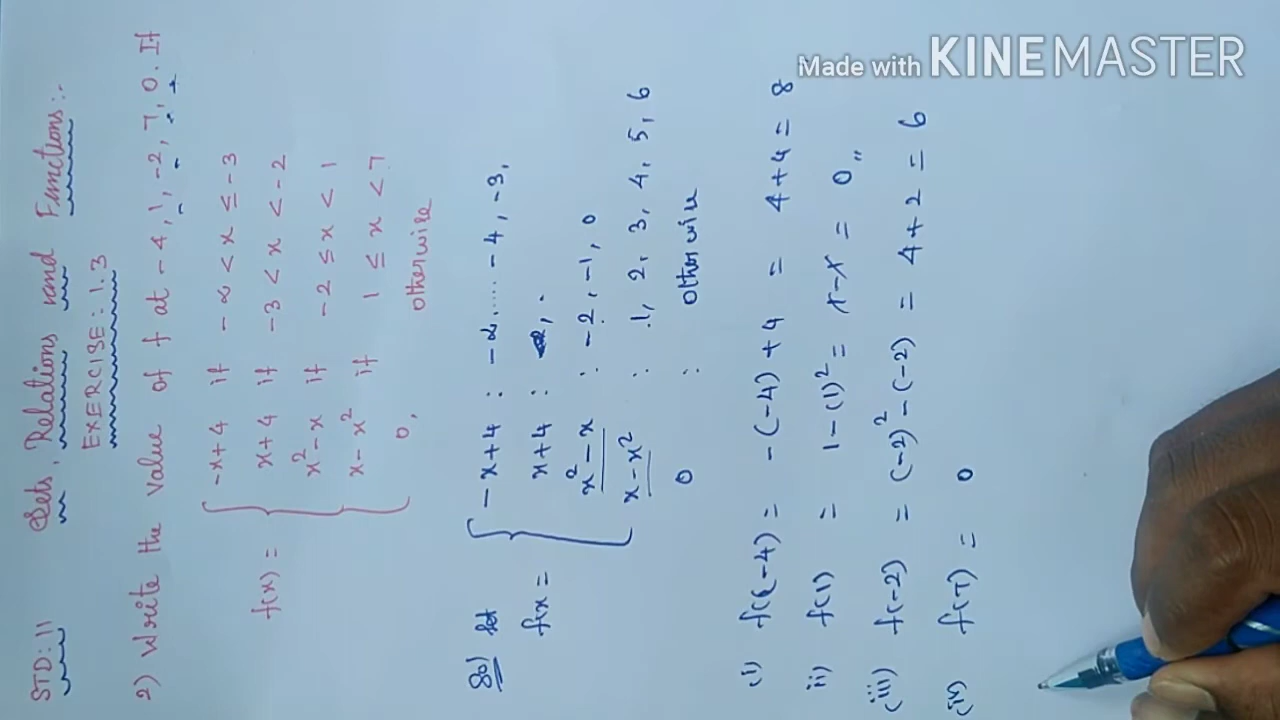 STD: 11 Sets, Relations and Functions:-
EXERCISE: 1.3
2) Write the value of f at -4, 1, -2, 7, 0. If
f(x) = { -x+4 if -∞ < x ≤ -3
x+4 if -3 < x < -2
x² - x if -2 ≤ x < 1
x - x² if 1 ≤ x < 7
0, otherwise
Sol
f(x = { -x+4 : -∞, .... -4, -3,
x+4 :
x² - x : -2, -1, 0
x - x² : 1, 2, 3, 4, 5, 6
0 : otherwise
(i) f(-4) = -(-4) + 4 = 4+4 = 8
ii) f(1) = 1 - (1)² = 1 - 1 = 0,,
(iii) f(-2) = (-2)² - (-2) = 4 + 2 = 6
(iv) f(7) = 0
Made with KINEMASTER